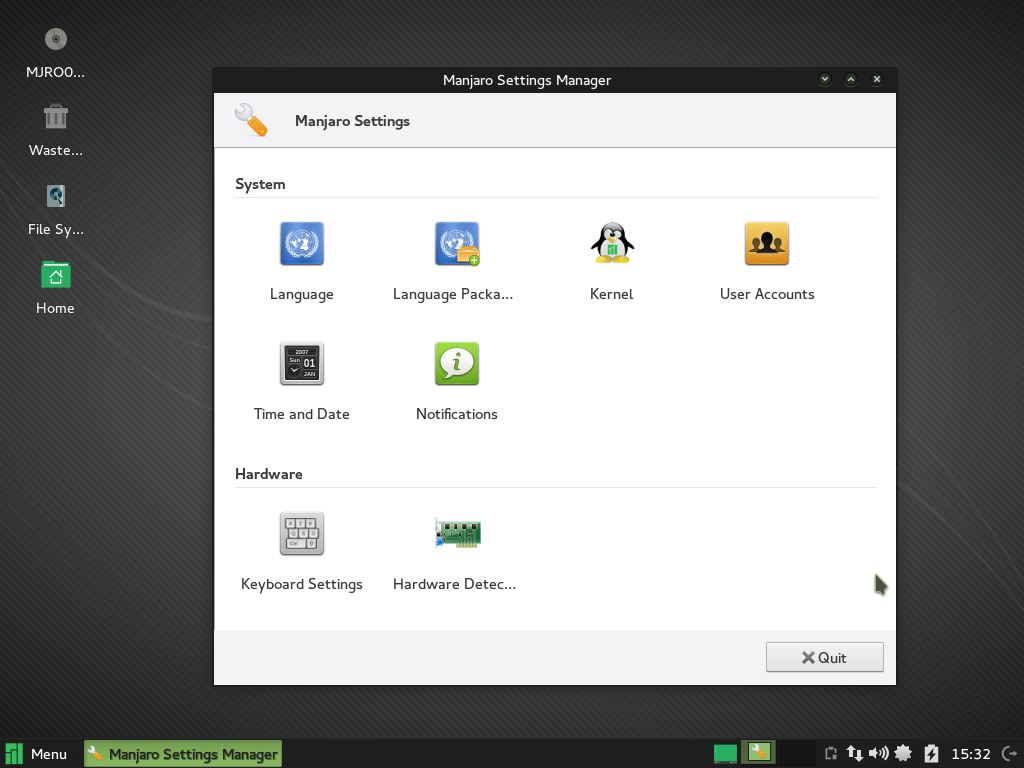 MJRO0...
Waste...
File Sy...
Home
Manjaro Settings Manager
Manjaro Settings
System
Language
Language Packa...
Kernel
User Accounts
2007
Sun 01
JAN
Time and Date
Notifications
Hardware
Keyboard Settings
Hardware Detec...
Quit
Menu
Manjaro Settings Manager
15:32